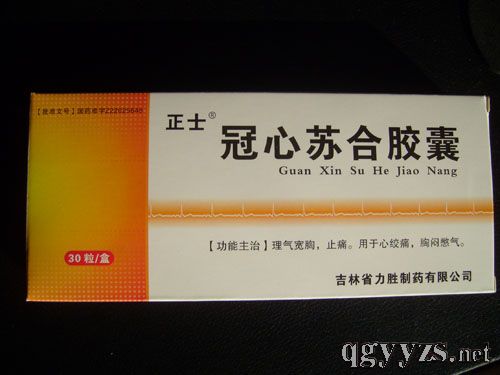 【批准文号】国药准字Z22025645
正士®
冠心苏合胶囊
Guan Xin Su He Jiao Nang
【功能主治】理气宽胸，止痛。用于心绞痛，胸闷憋气。
30粒/盒
吉林省力胜制药有限公司
qgyyzs.net